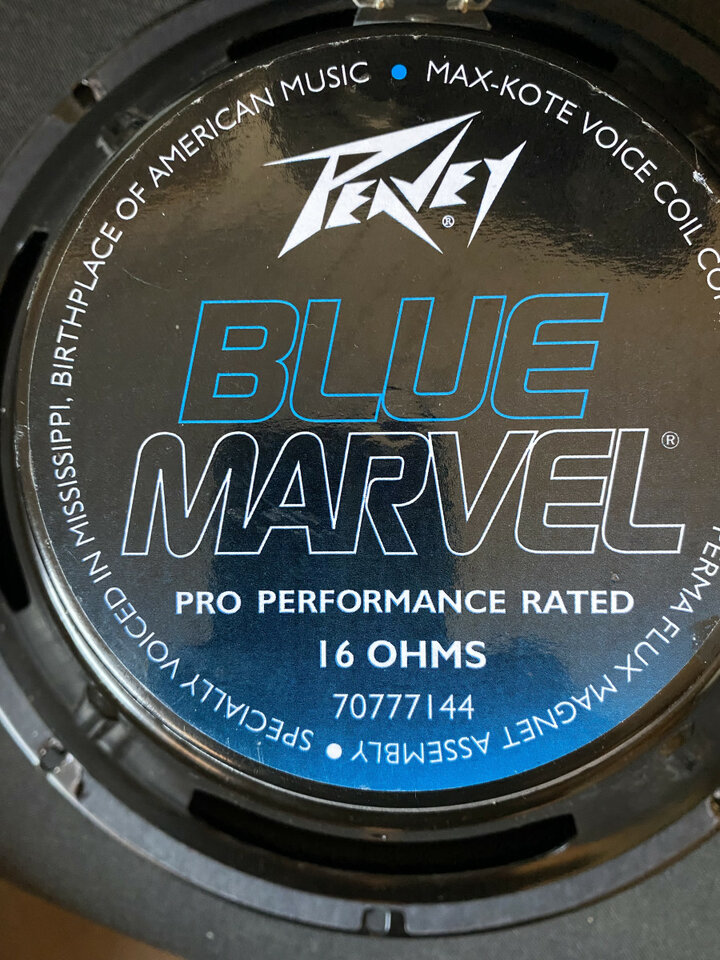 SPECIALLY VOICED IN MISSISSIPPI, BIRTHPLACE OF AMERICAN MUSIC • MAX-KOTE VOICE COIL
PERMA FLUX MAGNET ASSEMBLY •
PEAVEY®
BLUE
MARVEL®
PRO PERFORMANCE RATED
16 OHMS
70777144